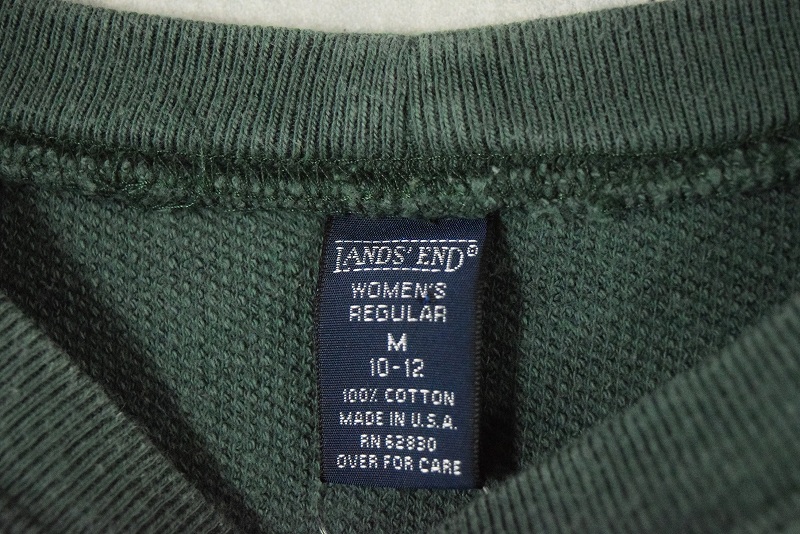 LANDS' END®
WOMEN'S
REGULAR
M
10-12
100% COTTON
MADE IN U.S.A.
RN 62830
OVER FOR CARE